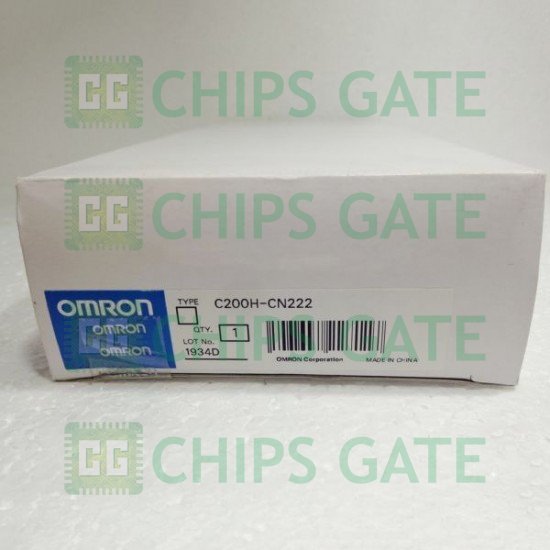 CG CHIPS GATE
CG CHIPS GATE
OMRON
TYPE C200H-CN222
OMRON
QTY. 1
LOT No.
OMRON
1934D
OMRON Corporation MADE IN CHINA
CG CHIPS GATE
CG CHIPS GATE